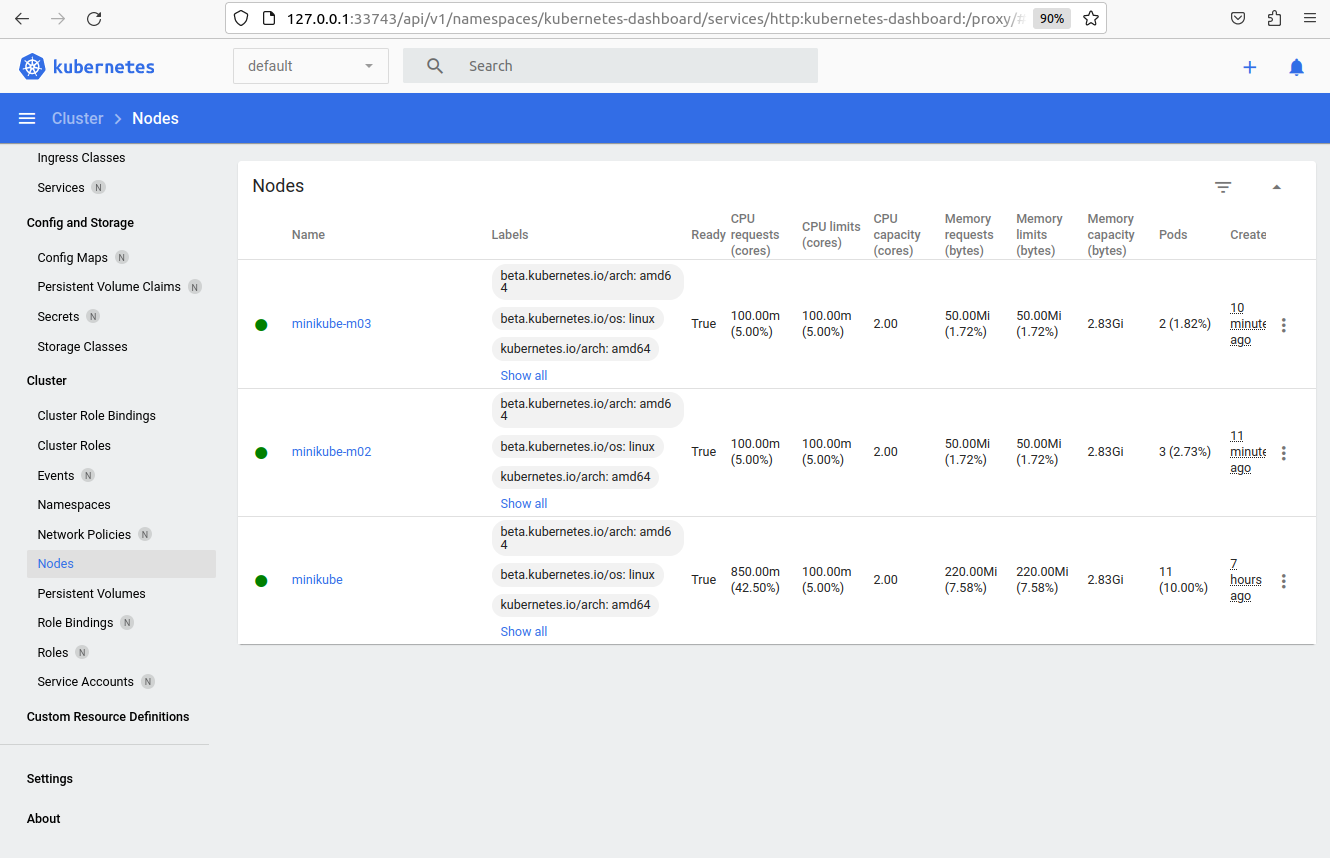 127.0.0.1:33743/api/v1/namespaces/kubernetes-dashboard/services/http:kubernetes-dashboard:/proxy/#
90%
kubernetes
default
Search
Cluster
Nodes
Ingress Classes
Services N
Config and Storage
Config Maps N
Persistent Volume Claims N
Secrets N
Storage Classes
Cluster
Cluster Role Bindings
Cluster Roles
Events N
Namespaces
Network Policies N
Nodes
Persistent Volumes
Role Bindings N
Roles N
Service Accounts N
Custom Resource Definitions
Settings
About
Nodes
Name
Labels
Ready
CPU
requests
(cores)
CPU limits
(cores)
CPU
capacity
(cores)
Memory
requests
(bytes)
Memory
limits
(bytes)
Memory
capacity
(bytes)
Pods
Create
minikube-m03
beta.kubernetes.io/arch: amd6
4
beta.kubernetes.io/os: linux
kubernetes.io/arch: amd64
Show all
True
100.00m
(5.00%)
100.00m
(5.00%)
2.00
50.00Mi
(1.72%)
50.00Mi
(1.72%)
2.83Gi
2 (1.82%)
10
minute
ago
minikube-m02
beta.kubernetes.io/arch: amd6
4
beta.kubernetes.io/os: linux
kubernetes.io/arch: amd64
Show all
True
100.00m
(5.00%)
100.00m
(5.00%)
2.00
50.00Mi
(1.72%)
50.00Mi
(1.72%)
2.83Gi
3 (2.73%)
11
minute
ago
minikube
beta.kubernetes.io/arch: amd6
4
beta.kubernetes.io/os: linux
kubernetes.io/arch: amd64
Show all
True
850.00m
(42.50%)
100.00m
(5.00%)
2.00
220.00Mi
(7.58%)
220.00Mi
(7.58%)
2.83Gi
11
(10.00%)
7
hours
ago